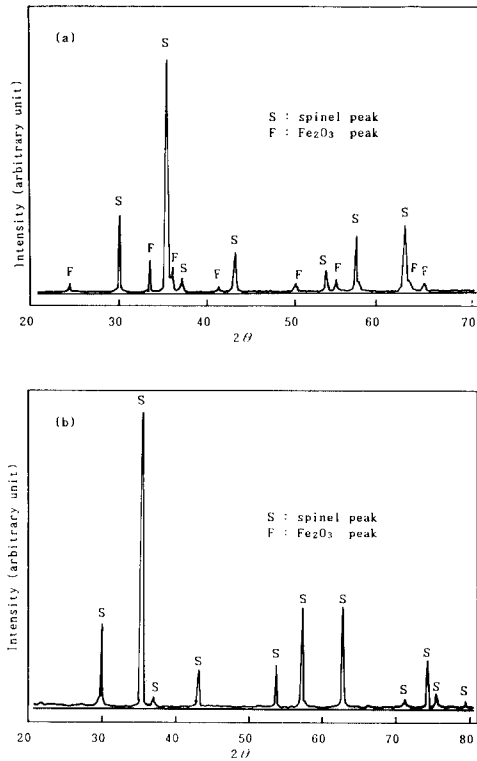 (a)
S
S : spinel peak
F : Fe2O3 peak
S
S
S
F
S
F
S
F
F
S
F
F
F
F
Intensity (arbitrary unit)
20 30 40 50 60 70
2θ
(b)
S
S : spinel peak
F : Fe2O3 peak
S
S
S
S
S
S
S
S
S
S
Intensity (arbitrary unit)
20 30 40 50 60 70 80
2θ